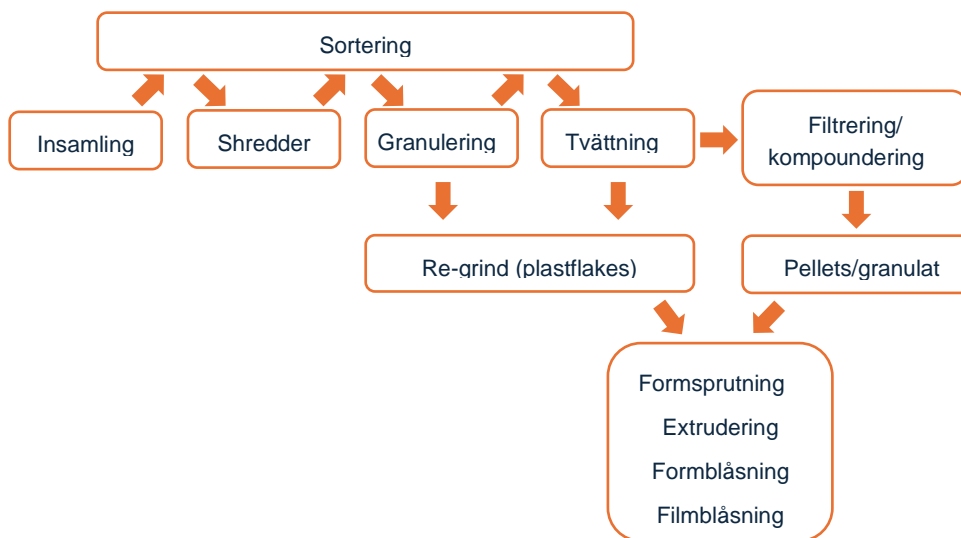 Sortering
Insamling
Shredder
Granulering
Tvättning
Filtrering/
kompoundering
Re-grind (plastflakes)
Pellets/granulat
Formsprutning
Extrudering
Formblåsning
Filmblåsning